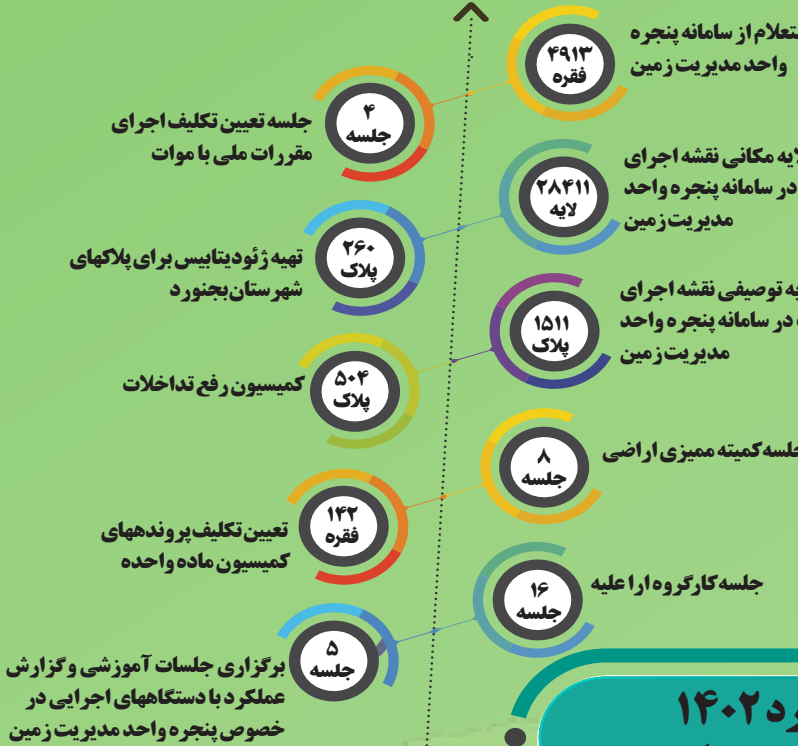 ۴۹۱۳
فقره
از سامانه پنجره
واحد مدیریت زمین
۴
جلسه
جلسه تعیین تکلیف اجرای
مقررات ملی با موات
۲۸۴۱۱
لایه
لایه مکانی نقشه اجرای
در سامانه پنجره واحد
مدیریت زمین
۲۶۰
پلاک
تهیه ژئودیتابیس برای پلاکهای
شهرستان بجنورد
۱۵۱۱
پلاک
توصیفی نقشه اجرای
در سامانه پنجره واحد
مدیریت زمین
۵۰۴
پلاک
کمیسیون رفع تداخلات
۸
جلسه
جلسه کمیته ممیزی اراضی
۱۴۲
فقره
تعیین تکلیف پروندههای
کمیسیون ماده واحده
۱۶
جلسه
جلسه کارگروه ارا علیه
۵
جلسه
برگزاری جلسات آموزشی و گزارش
عملکرد با دستگاههای اجرایی در
خصوص پنجره واحد مدیریت زمین
۱۴۰۲